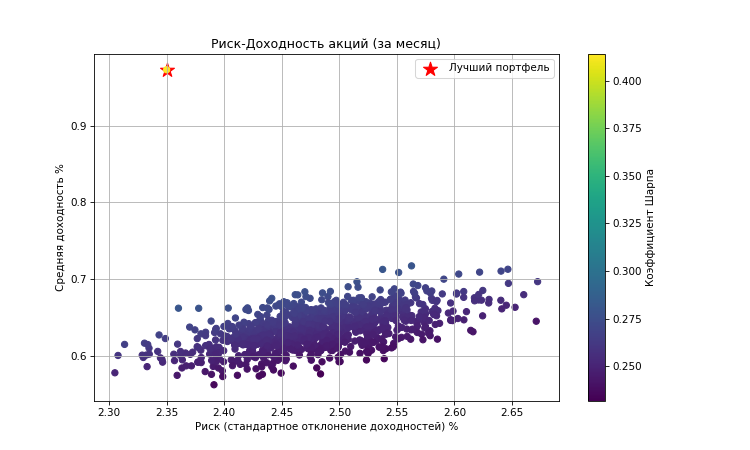 Риск-Доходность акций (за месяц)
Лучший портфель
Средняя доходность %
0.9
0.8
0.7
0.6
2.30 2.35 2.40 2.45 2.50 2.55 2.60 2.65
Риск (стандартное отклонение доходностей) %
0.400
0.375
0.350
0.325
0.300
0.275
0.250
Коэффициент Шарпа